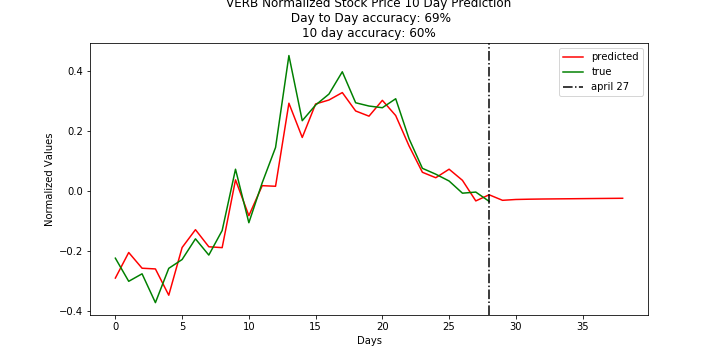 VERB Normalized Stock Price 10 Day Prediction
Day to Day accuracy: 69%
10 day accuracy: 60%
predicted
true
april 27
Normalized Values
0.4
0.2
0.0
−0.2
−0.4
0
5
10
15
20
25
30
35
Days